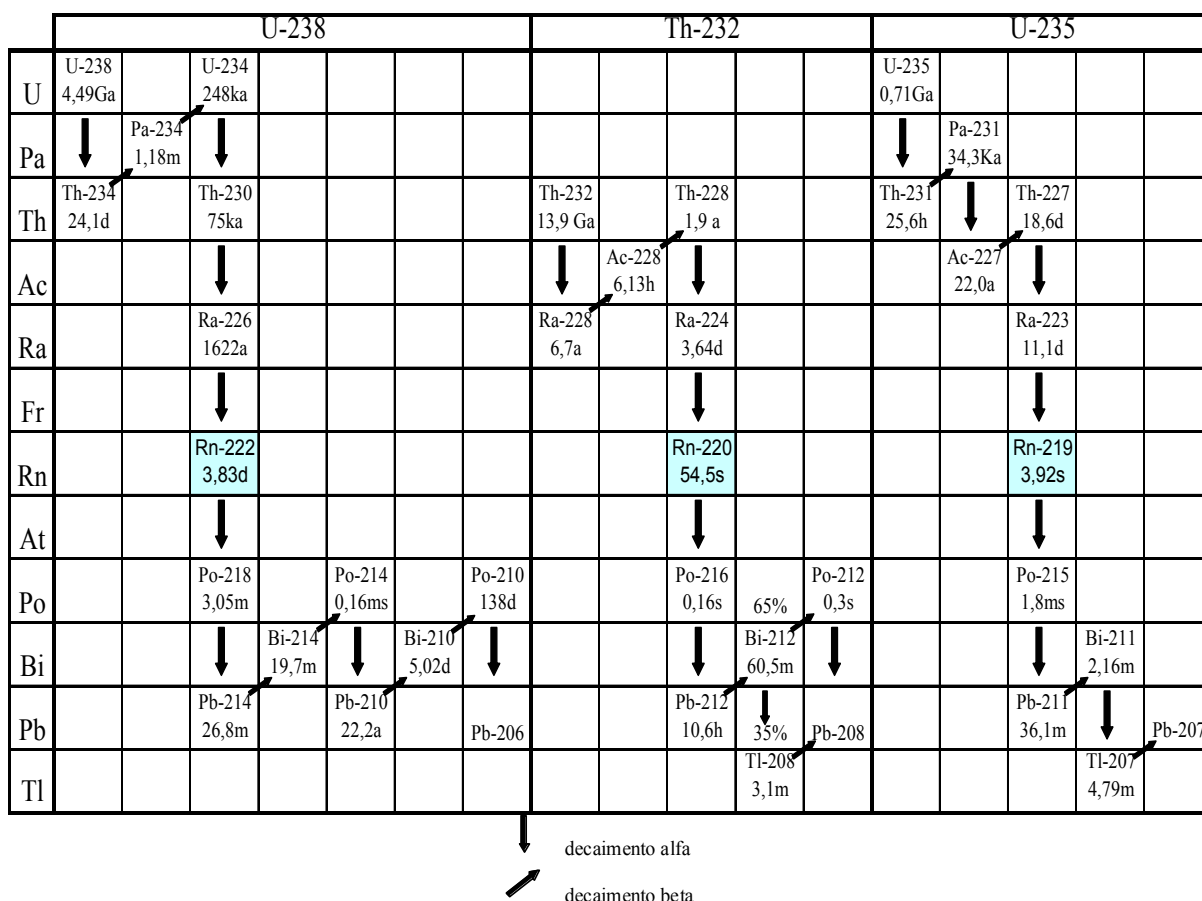 U-238 Th-232 U-235
U-238 U-234 U-235
U 4,49Ga 248ka 0,71Ga
Pa-234 Pa-231
Pa 1,18m 34,3Ka
Th-234 Th-230 Th-232 Th-228 Th-231 Th-227
Th 24,1d 75ka 13,9 Ga 1,9 a 25,6h 18,6d
Ac-228 Ac-227
Ac 6,13h 22,0a
Ra-226 Ra-228 Ra-224 Ra-223
Ra 1622a 6,7a 3,64d 11,1d
Fr
Rn-222 Rn-220 Rn-219
Rn 3,83d 54,5s 3,92s
At
Po-218 Po-214 Po-210 Po-216 Po-212 Po-215
Po 3,05m 0,16ms 138d 0,16s 65% 0,3s 1,8ms
Bi-214 Bi-210 Bi-212 Bi-211
Bi 19,7m 5,02d 60,5m 2,16m
Pb-214 Pb-210 Pb-212 Pb-211
Pb 26,8m 22,2a Pb-206 10,6h 35% Pb-208 36,1m Pb-207
Tl-208 Tl-207
Tl 3,1m 4,79m
decaimento alfa
decaimento beta